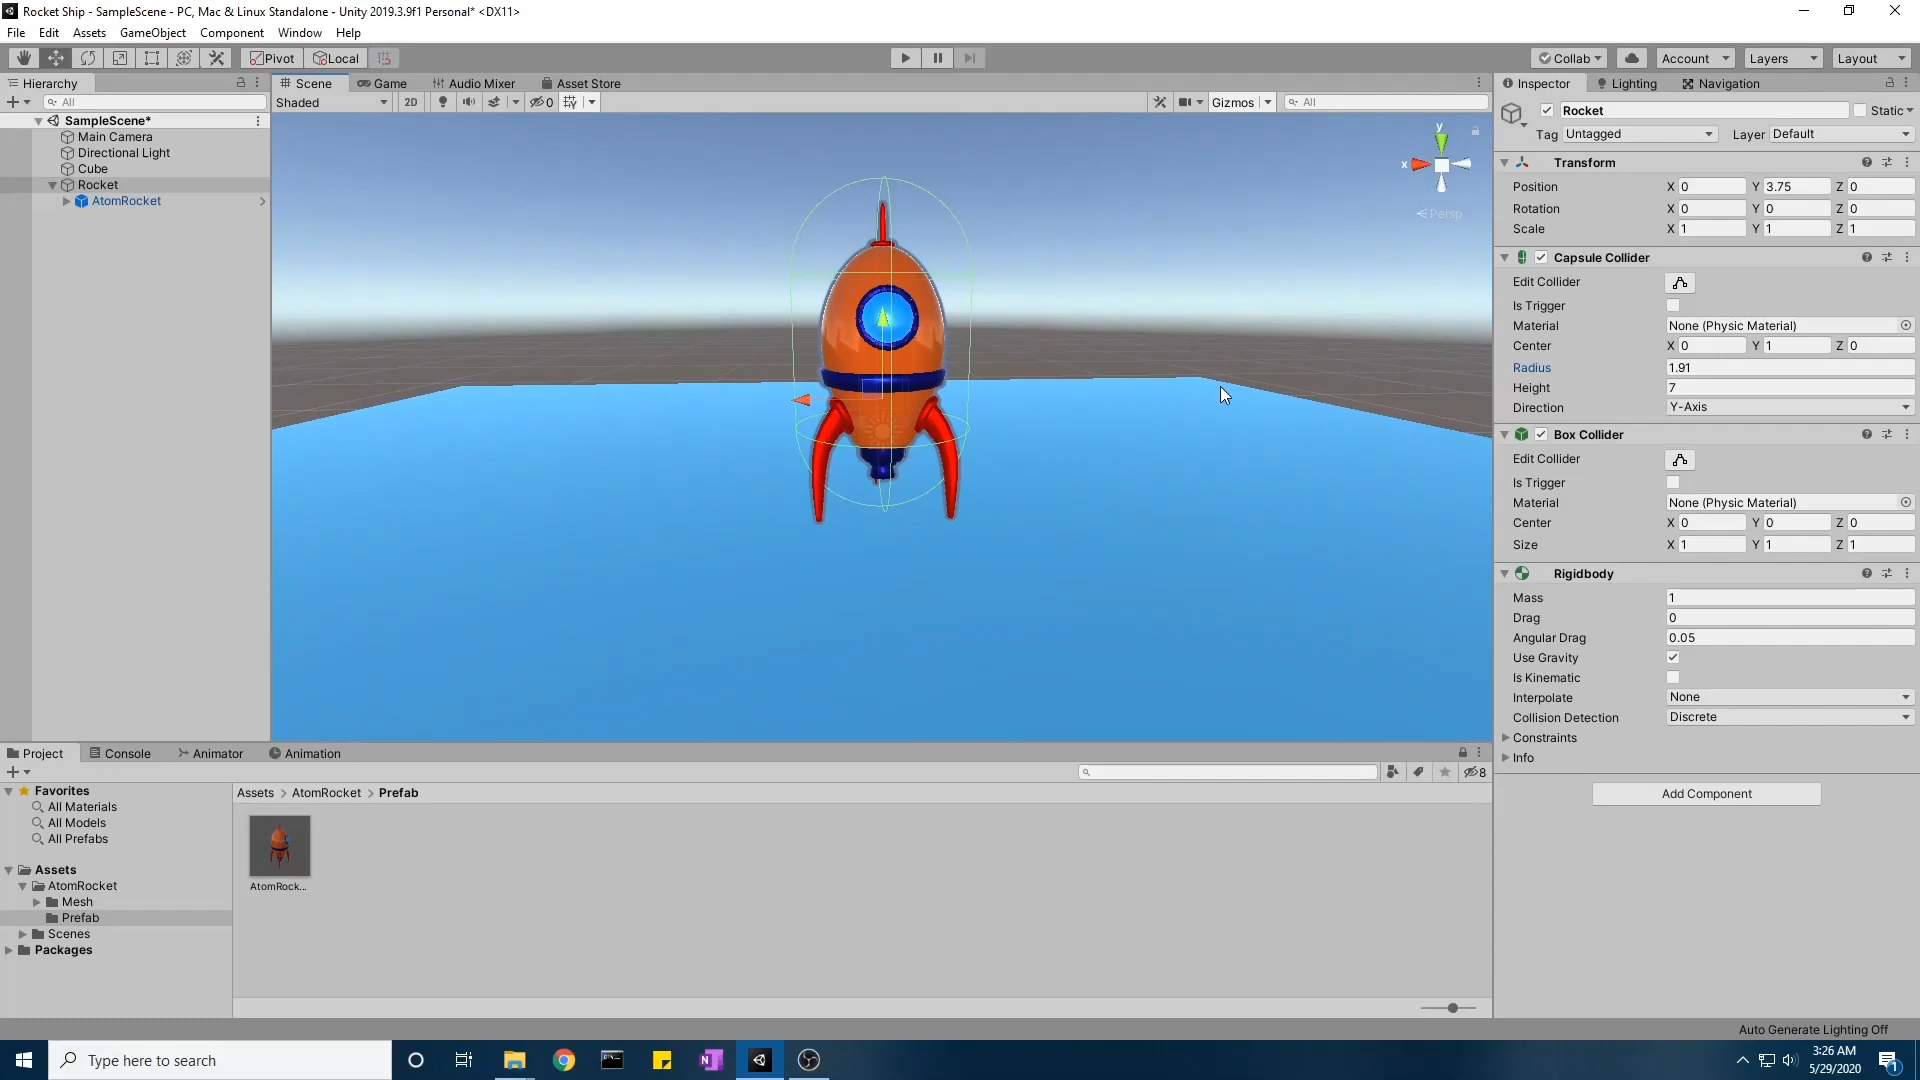 Rocket Ship - SampleScene - PC, Mac & Linux Standalone - Unity 2019.3.9f1 Personal* <DX11>
File Edit Assets GameObject Component Window Help
Pivot Local Collab Account Layers Layout
Hierarchy
All
SampleScene*
Main Camera
Directional Light
Cube
Rocket
AtomRocket
Scene Game Audio Mixer Asset Store
Shaded 2D 0 Gizmos All
y
x
Persp
Inspector Lighting Navigation
Rocket Static
Tag Untagged Layer Default
Transform
Position X 0 Y 3.75 Z 0
Rotation X 0 Y 0 Z 0
Scale X 1 Y 1 Z 1
Capsule Collider
Edit Collider
Is Trigger
Material None (Physic Material)
Center X 0 Y 1 Z 0
Radius 1.91
Height 7
Direction Y-Axis
Box Collider
Edit Collider
Is Trigger
Material None (Physic Material)
Center X 0 Y 0 Z 0
Size X 1 Y 1 Z 1
Rigidbody
Mass 1
Drag 0
Angular Drag 0.05
Use Gravity
Is Kinematic
Interpolate None
Collision Detection Discrete
Constraints
Info
Add Component
Project Console Animator Animation
8
Favorites
All Materials
All Models
All Prefabs
Assets
AtomRocket
Mesh
Prefab
Scenes
Packages
Assets > AtomRocket > Prefab
AtomRock...
Auto Generate Lighting Off
Type here to search
N
3:26 AM
5/29/2020
1